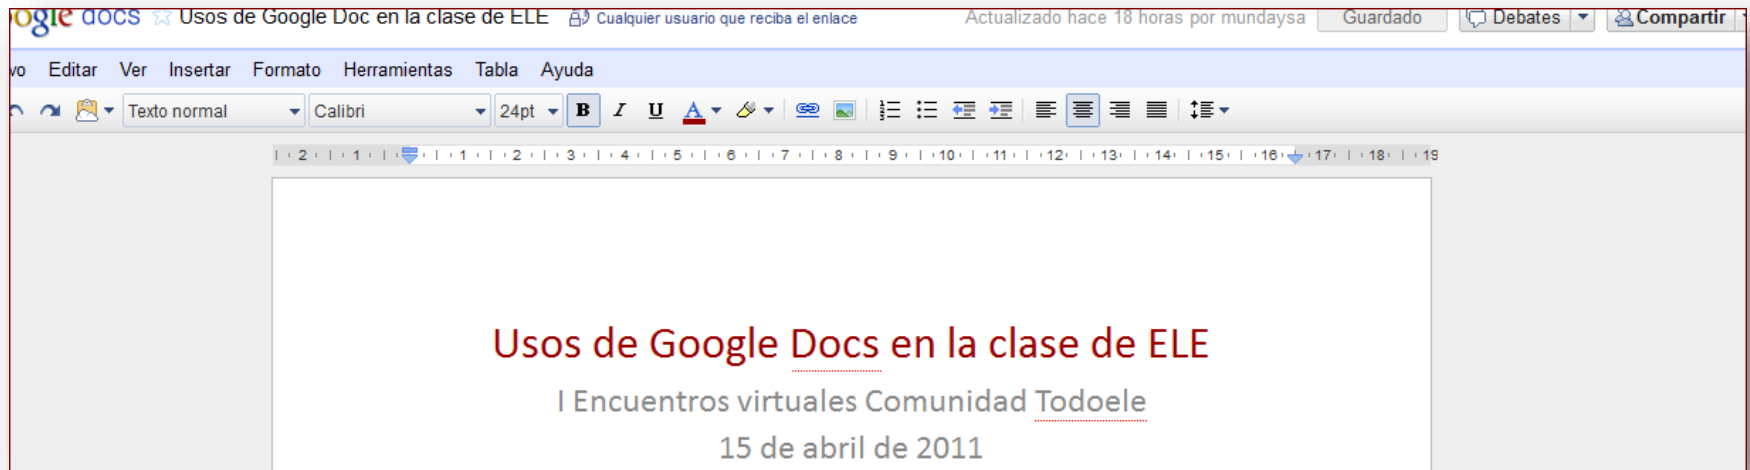 ogle docs Usos de Google Doc en la clase de ELE Cualquier usuario que reciba el enlace Actualizado hace 18 horas por mundaysa Guardado Debates Compartir
vo Editar Ver Insertar Formato Herramientas Tabla Ayuda
Texto normal Calibri 24pt B I U A
2 1 1 2 3 4 5 6 7 8 9 10 11 12 13 14 15 16 17 18 19
Usos de Google Docs en la clase de ELE
I Encuentros virtuales Comunidad Todoele
15 de abril de 2011